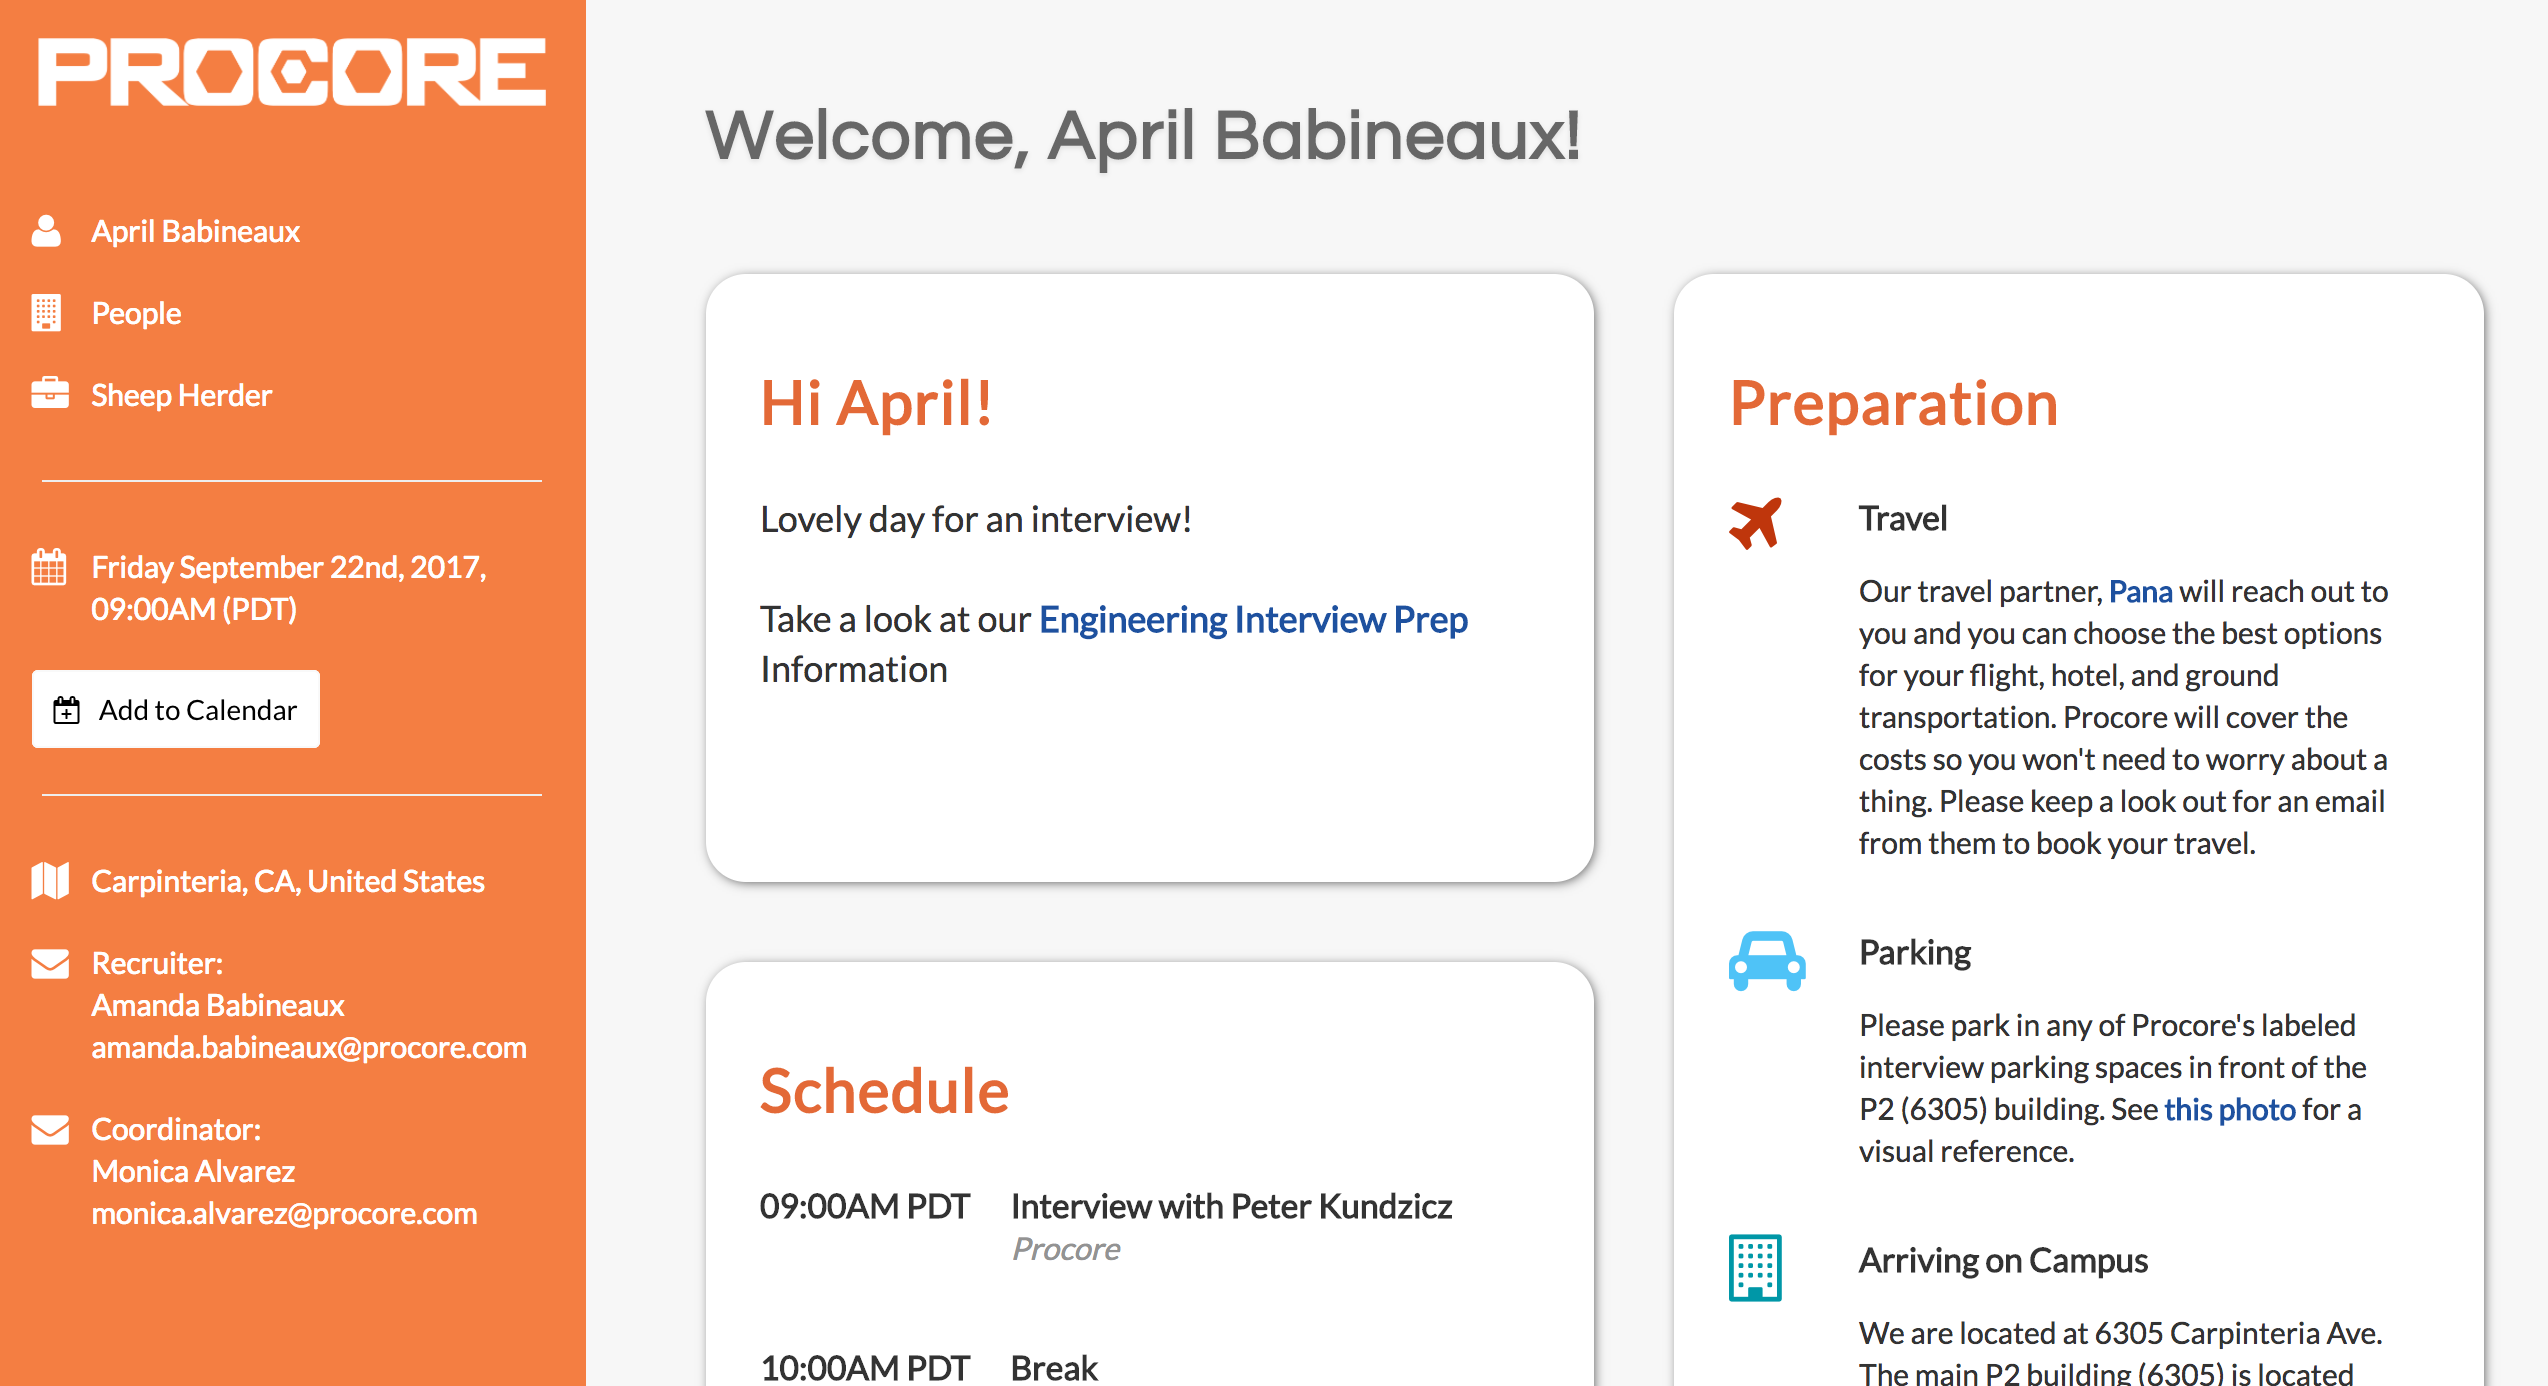 PROCORE
April Babineaux
People
Sheep Herder
Friday September 22nd, 2017,
09:00AM (PDT)
Add to Calendar
Carpinteria, CA, United States
Recruiter:
Amanda Babineaux
amanda.babineaux@procore.com
Coordinator:
Monica Alvarez
monica.alvarez@procore.com
Welcome, April Babineaux!
Hi April!
Lovely day for an interview!
Take a look at our Engineering Interview Prep
Information
Schedule
09:00AM PDT Interview with Peter Kundzicz
Procore
10:00AM PDT Break
Preparation
Travel
Our travel partner, Pana will reach out to
you and you can choose the best options
for your flight, hotel, and ground
transportation. Procore will cover the
costs so you won't need to worry about a
thing. Please keep a look out for an email
from them to book your travel.
Parking
Please park in any of Procore's labeled
interview parking spaces in front of the
P2 (6305) building. See this photo for a
visual reference.
Arriving on Campus
We are located at 6305 Carpinteria Ave.
The main P2 building (6305) is located